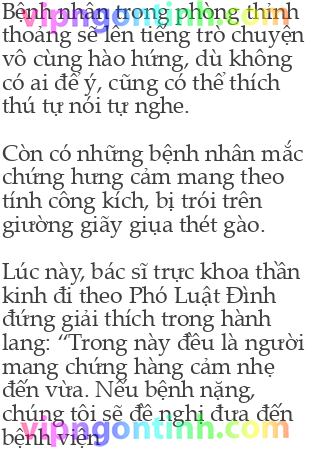 Bệnh nhân trong phòng thỉnh
vipngontinh.com
thoảng sẽ lên tiếng trò chuyện
vô cùng hào hứng, dù không
có ai để ý, cũng có thể thích
thú tự nói tự nghe.
Còn có những bệnh nhân mắc
chứng hưng cảm mang theo
tính công kích, bị trói trên
giường giãy giụa thét gào.
Lúc này, bác sĩ trực khoa thần
kinh đi theo Phó Luật Đình
đứng giải thích trong hành
lang: “Trong này đều là người
mang chứng hàng cảm nhẹ
đến vừa. Nếu bệnh nặng,
chúng tôi sẽ đề nghị đưa đến
vipngontinh.com
bệnh viện